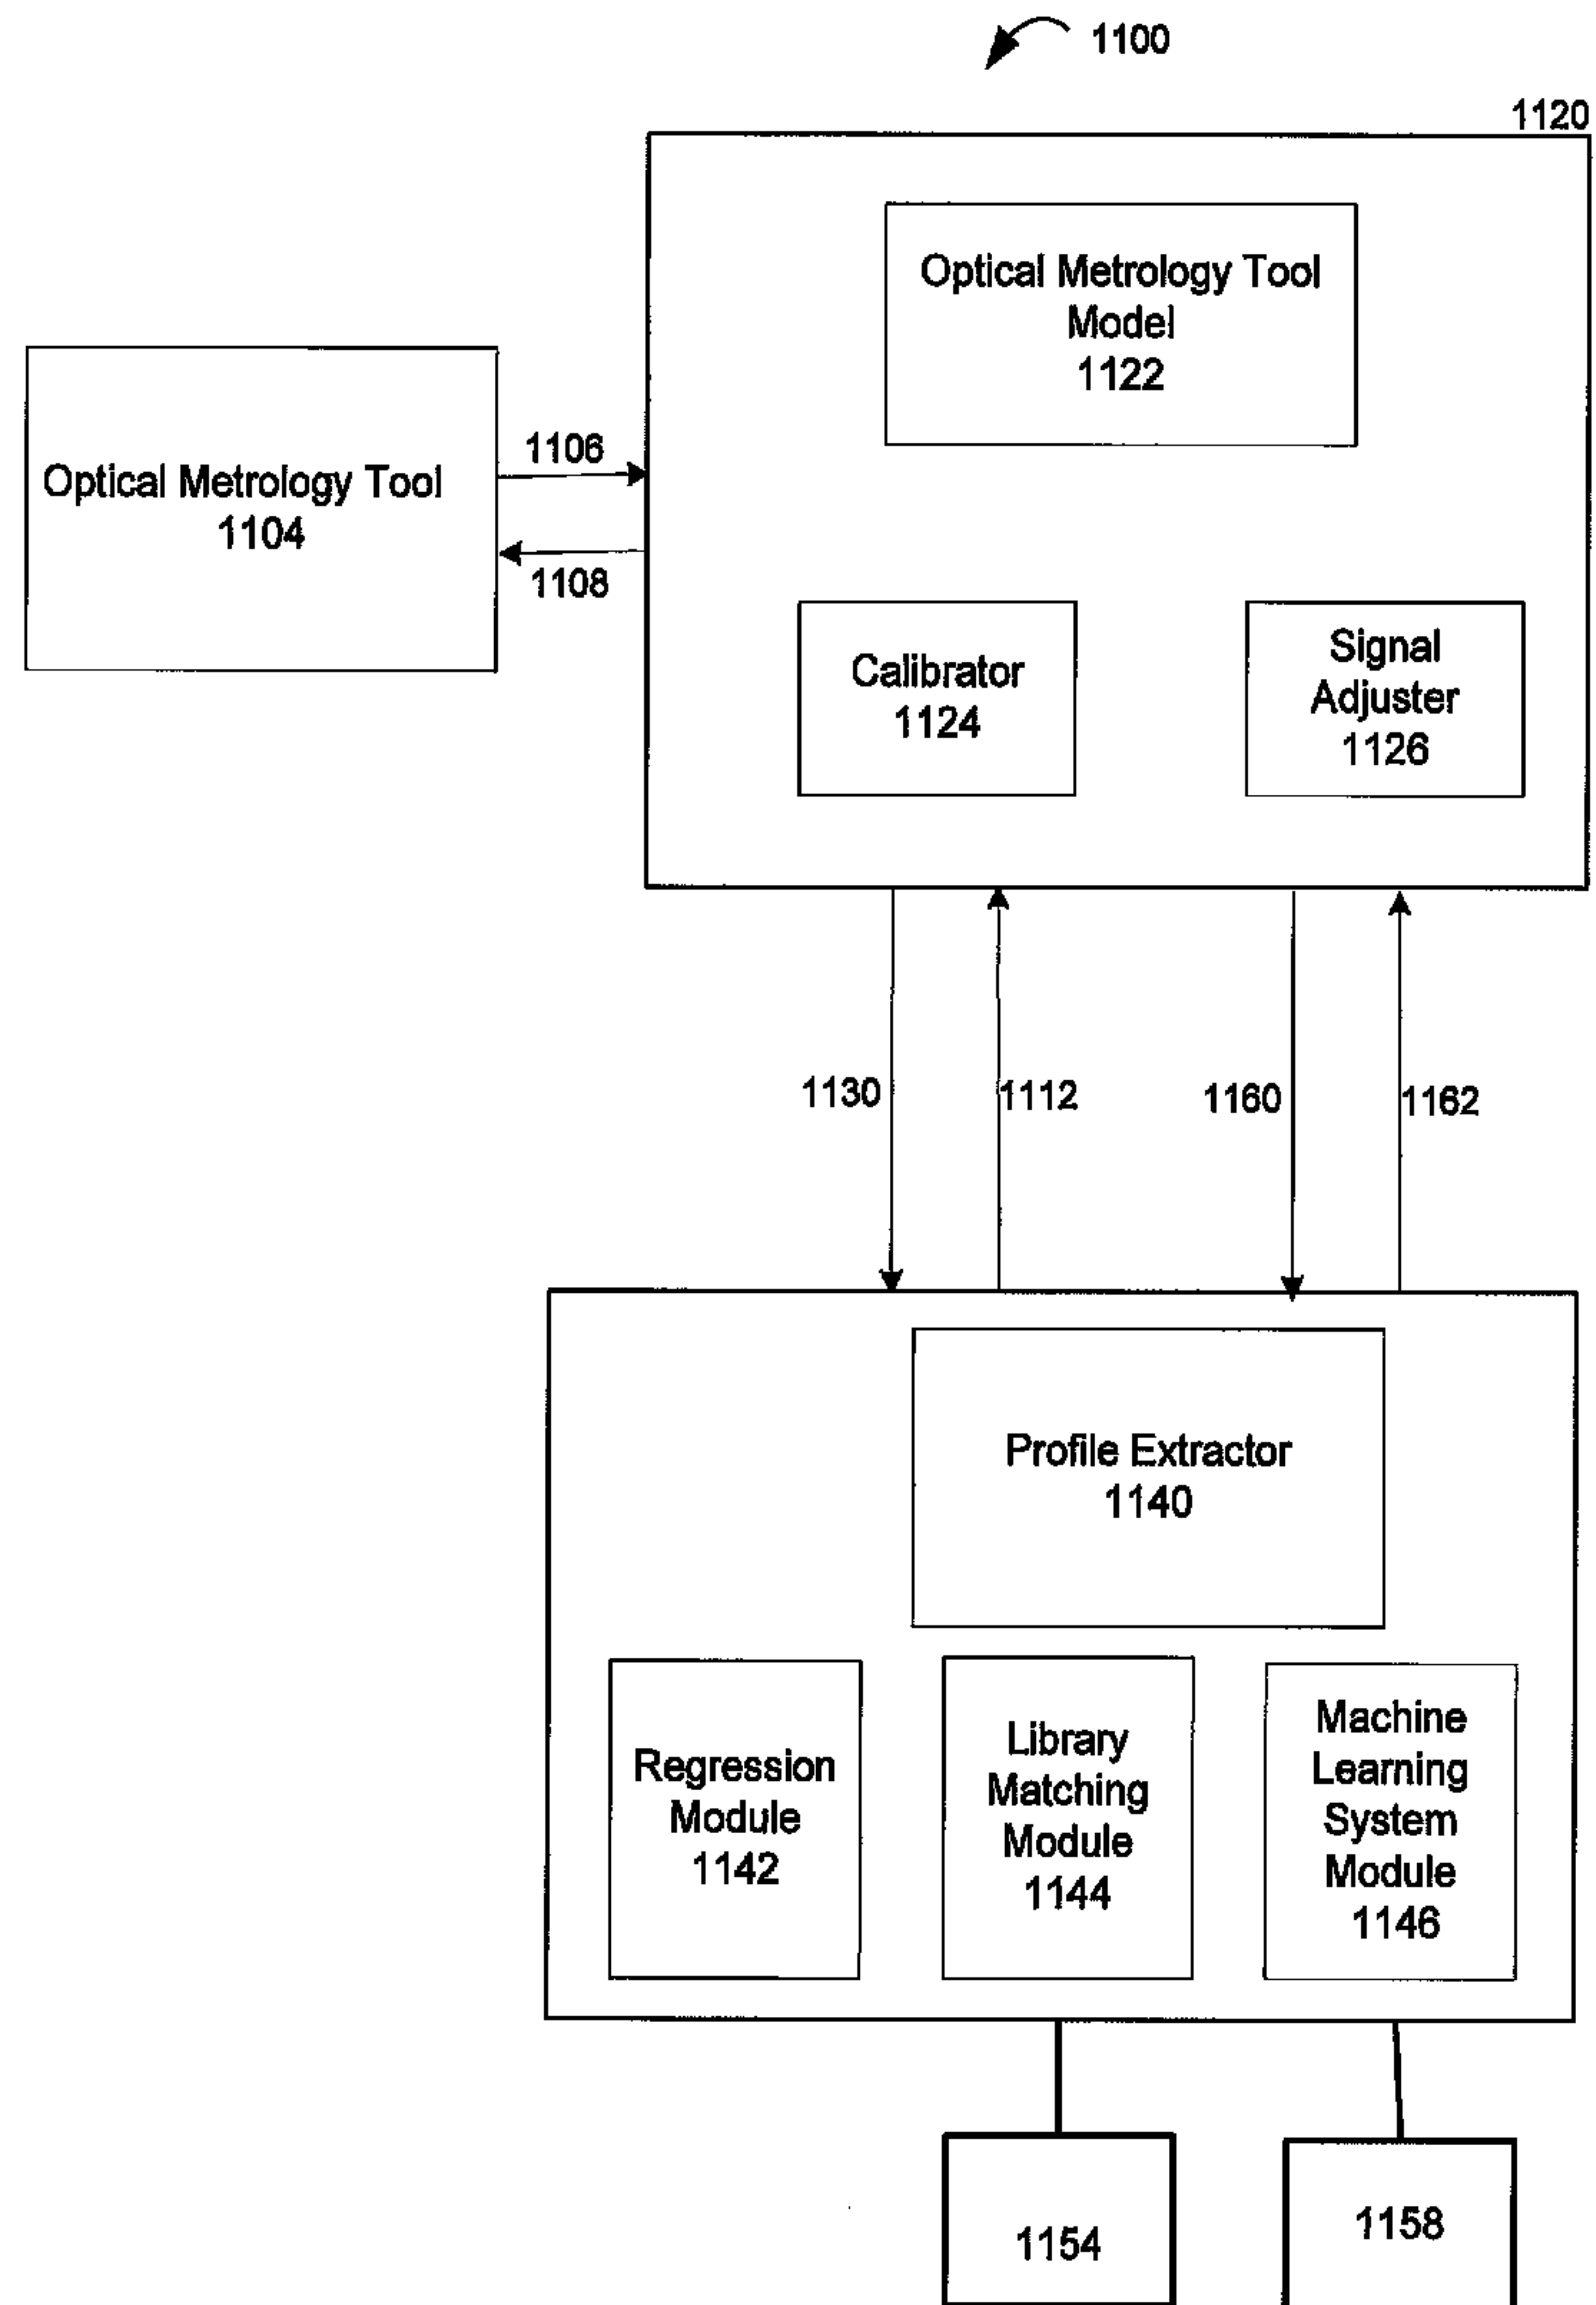 1100
1120
Optical Metrology Tool
Model
1122
Optical Metrology Tool
1104
1106
1108
Calibrator
1124
Signal
Adjuster
1126
1130
1112
1160
1162
Profile Extractor
1140
Regression
Module
1142
Library
Matching
Module
1144
Machine
Learning
System
Module
1146
1154
1158